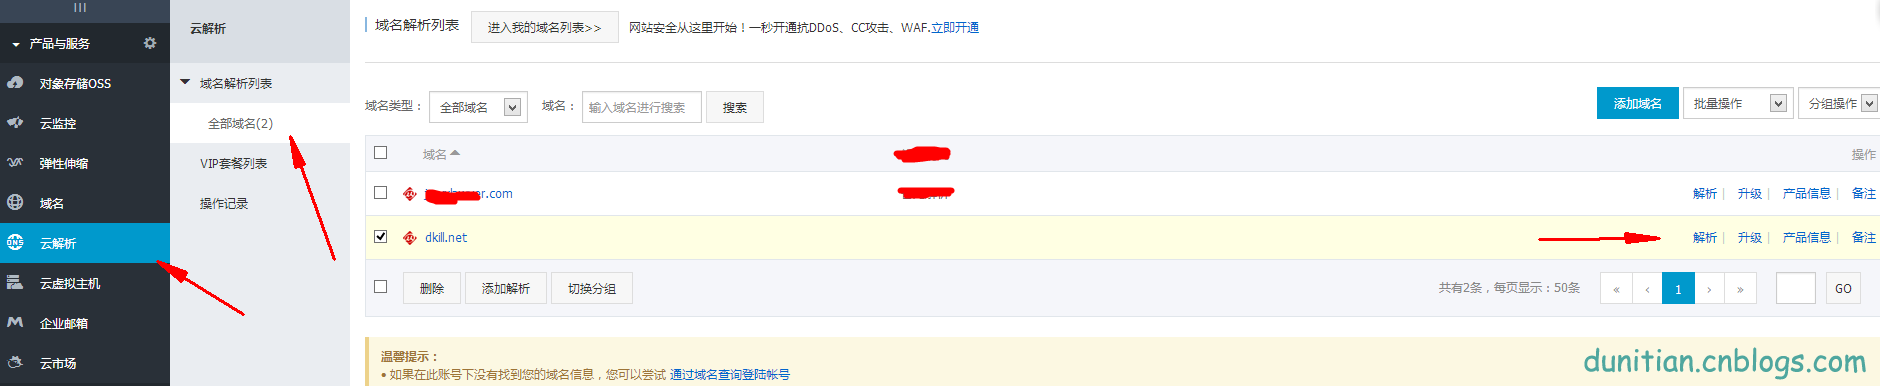 产品与服务
对象存储OSS
云监控
弹性伸缩
域名
云解析
云虚拟主机
企业邮箱
云市场
云解析
域名解析列表
全部域名(2)
VIP套餐列表
操作记录
域名解析列表 进入我的域名列表>> 网站安全从这里开始！一秒开通抗DDoS、CC攻击、WAF.立即开通
域名类型： 全部域名 域名： 输入域名进行搜索 搜索 添加域名 批量操作 分组操作
域名 操作
.com 解析 | 升级 | 产品信息 | 备注
dkill.net 解析 | 升级 | 产品信息 | 备注
删除 添加解析 切换分组 共有2条，每页显示：50条 « ‹ 1 › » GO
温馨提示：
• 如果在此账号下没有找到您的域名信息，您可以尝试 通过域名查询登陆帐号
dunitian.cnblogs.com